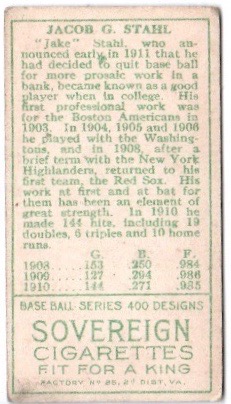 JACOB G. STAHL
"Jake" Stahl, who an-
nounced early in 1911 that he
had decided to quit base ball
for more prosaic work in a
bank, became known as a good
player when in college. His
first professional work was
for the Boston Americans in
1903. In 1904, 1905 and 1906
he played with the Washing-
tons, and in 1908, after a
brief term with the New York
Highlanders, returned to his
first team, the Red Sox. His
work at first and at bat for
them has been an element of
great strength. In 1910 he
made 144 hits, including 19
doubles, 6 triples and 10 home
runs.
G. B. F.
1908 153 .250 .984
1909 127 .294 .986
1910 144 .271 .985
BASE BALL SERIES 400 DESIGNS
SOVEREIGN
CIGARETTES
FIT FOR A KING
FACTORY No 25, 2D DIST, VA.